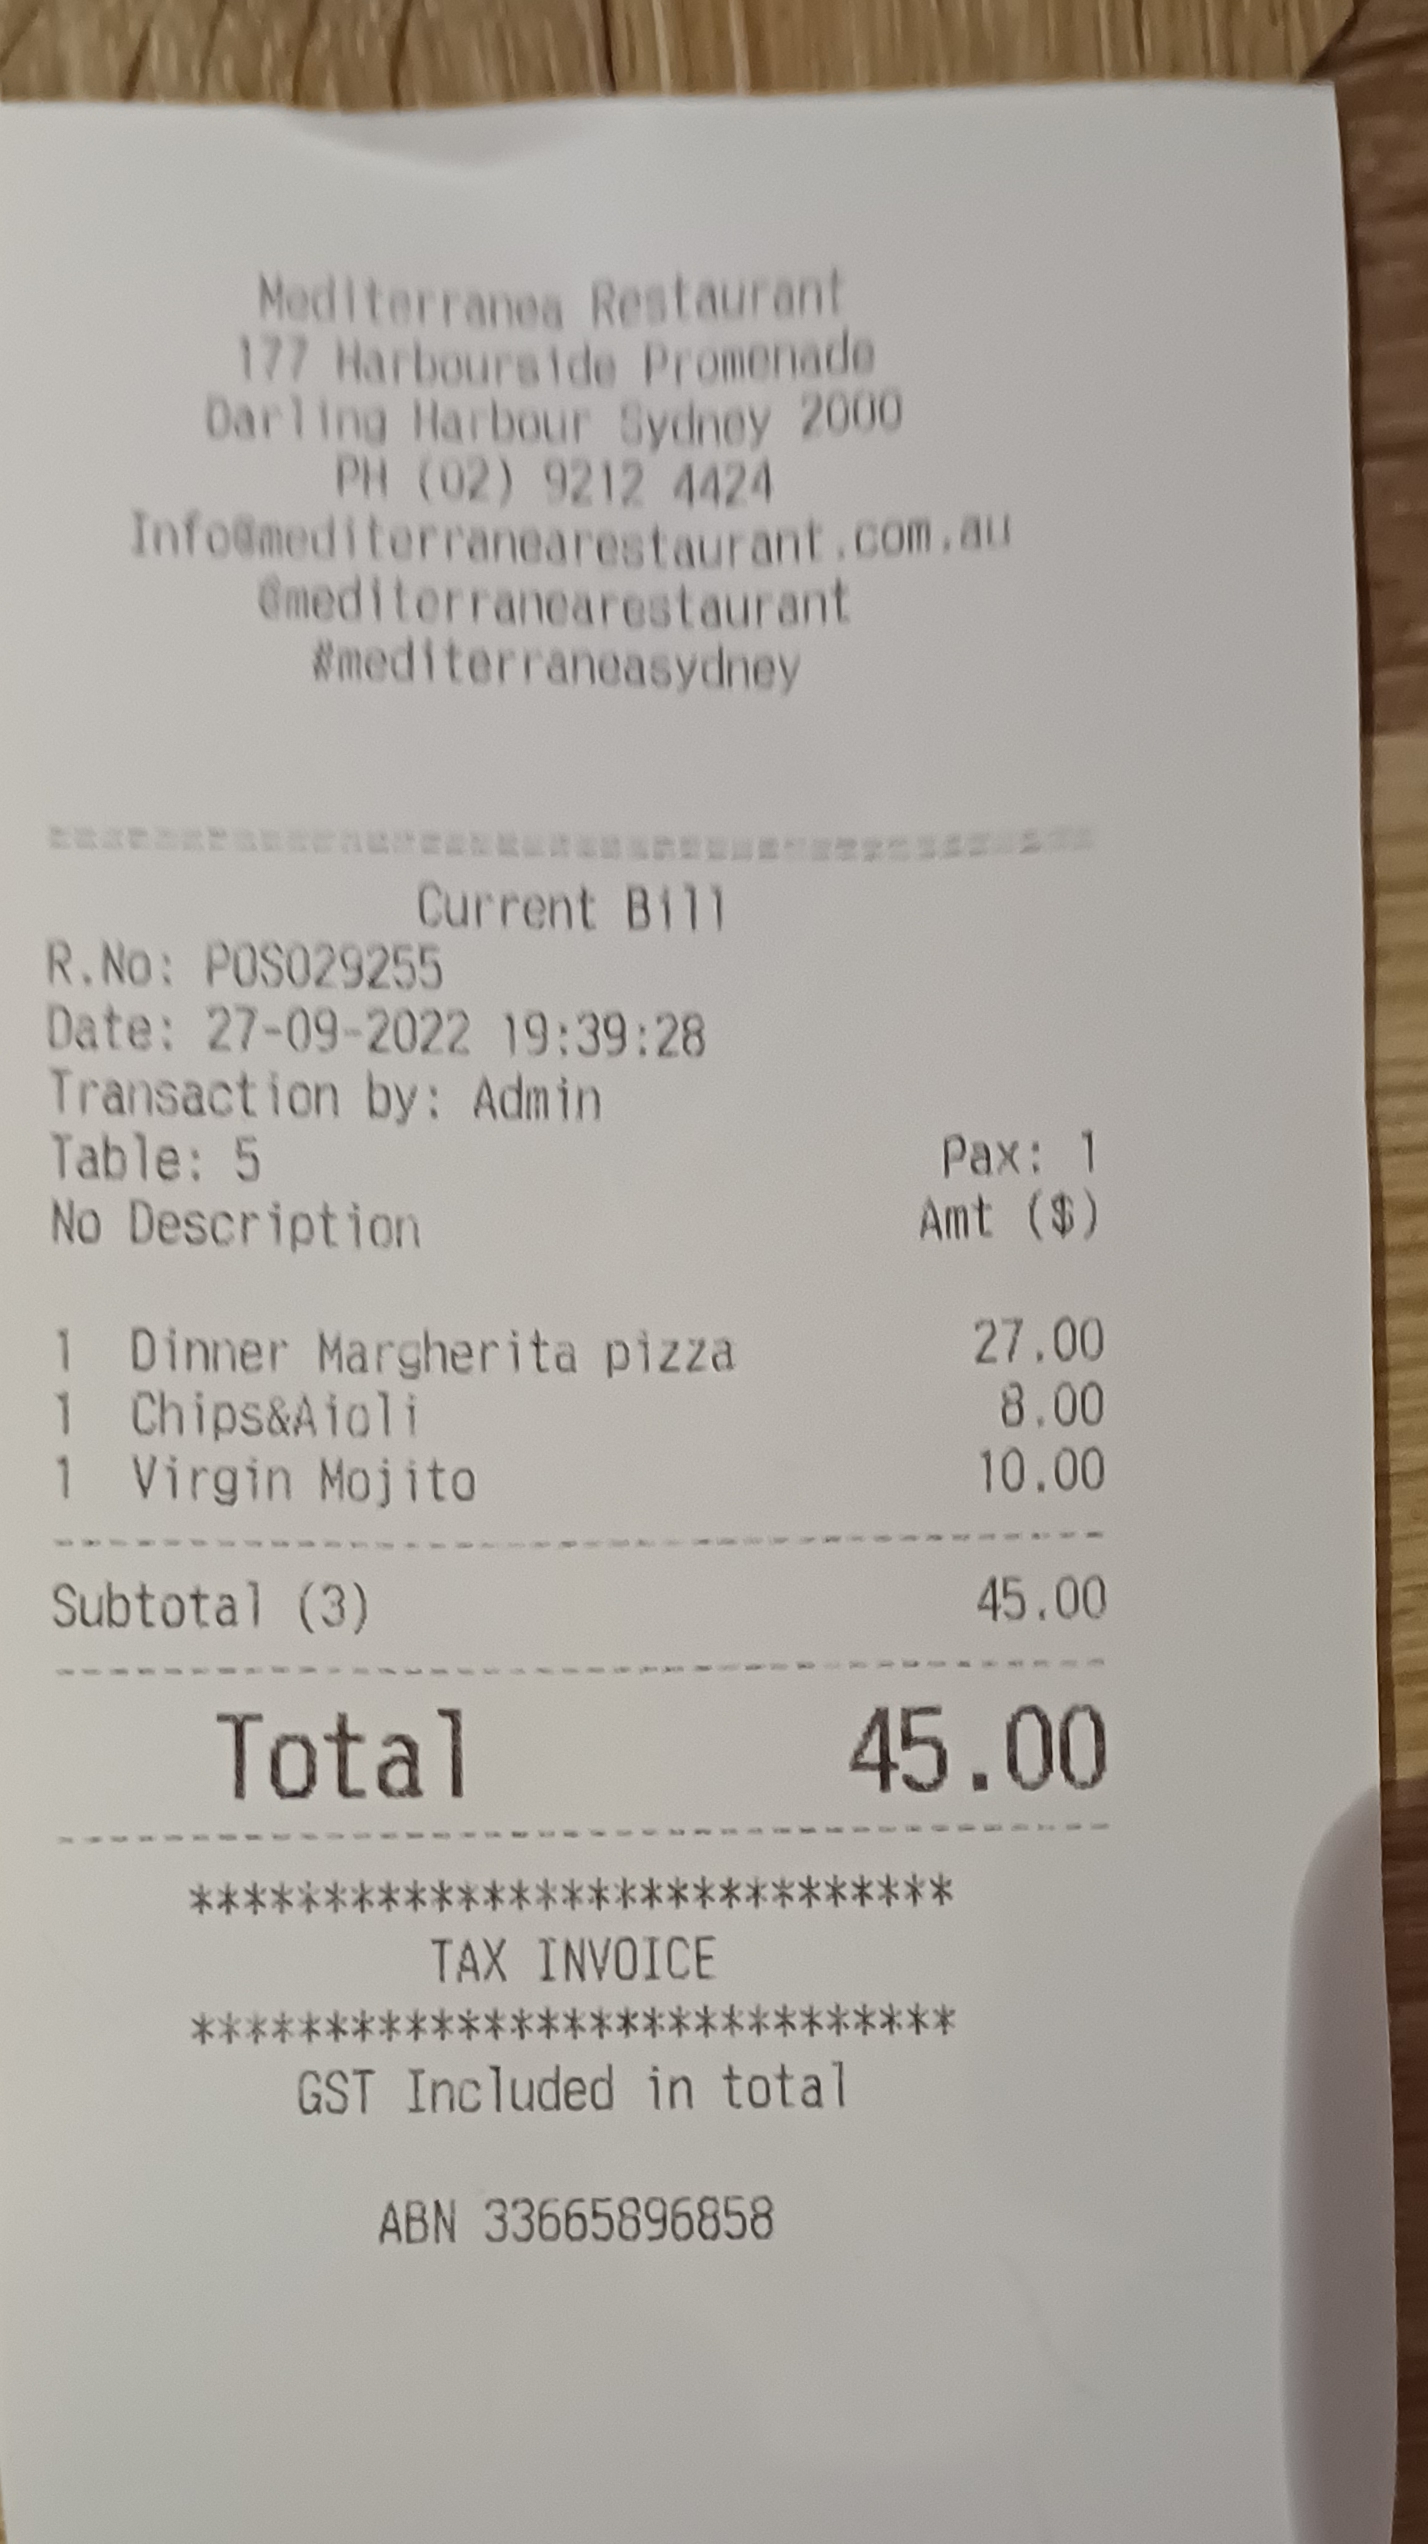 Mediterranea Restaurant
177 Harbourside Promenade
Darling Harbour Sydney 2000
PH (02) 9212 4424
Info@mediterranearestaurant.com.au
@mediterranearestaurant
#mediterraneasydney
========================================
Current Bill
R.No: POS029255
Date: 27-09-2022 19:39:28
Transaction by: Admin
Table: 5 Pax: 1
No Description Amt ($)
1 Dinner Margherita pizza 27.00
1 Chips&Aioli 8.00
1 Virgin Mojito 10.00
----------------------------------------
Subtotal (3) 45.00
----------------------------------------
Total 45.00
----------------------------------------
*****************************
TAX INVOICE
*****************************
GST Included in total
ABN 33665896858